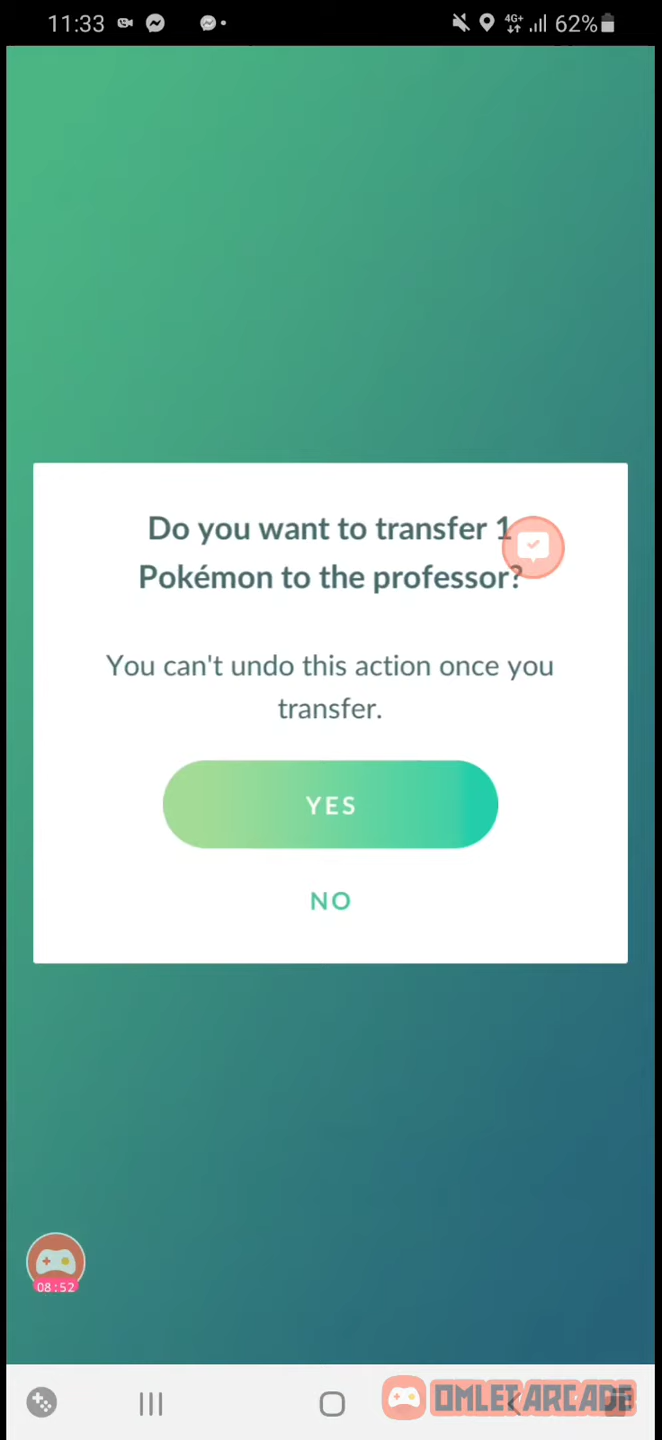 11:33
4G+
62%
Do you want to transfer 1
Pokémon to the professor?
You can't undo this action once you
transfer.
YES
NO
08:52
OMLET ARCADE